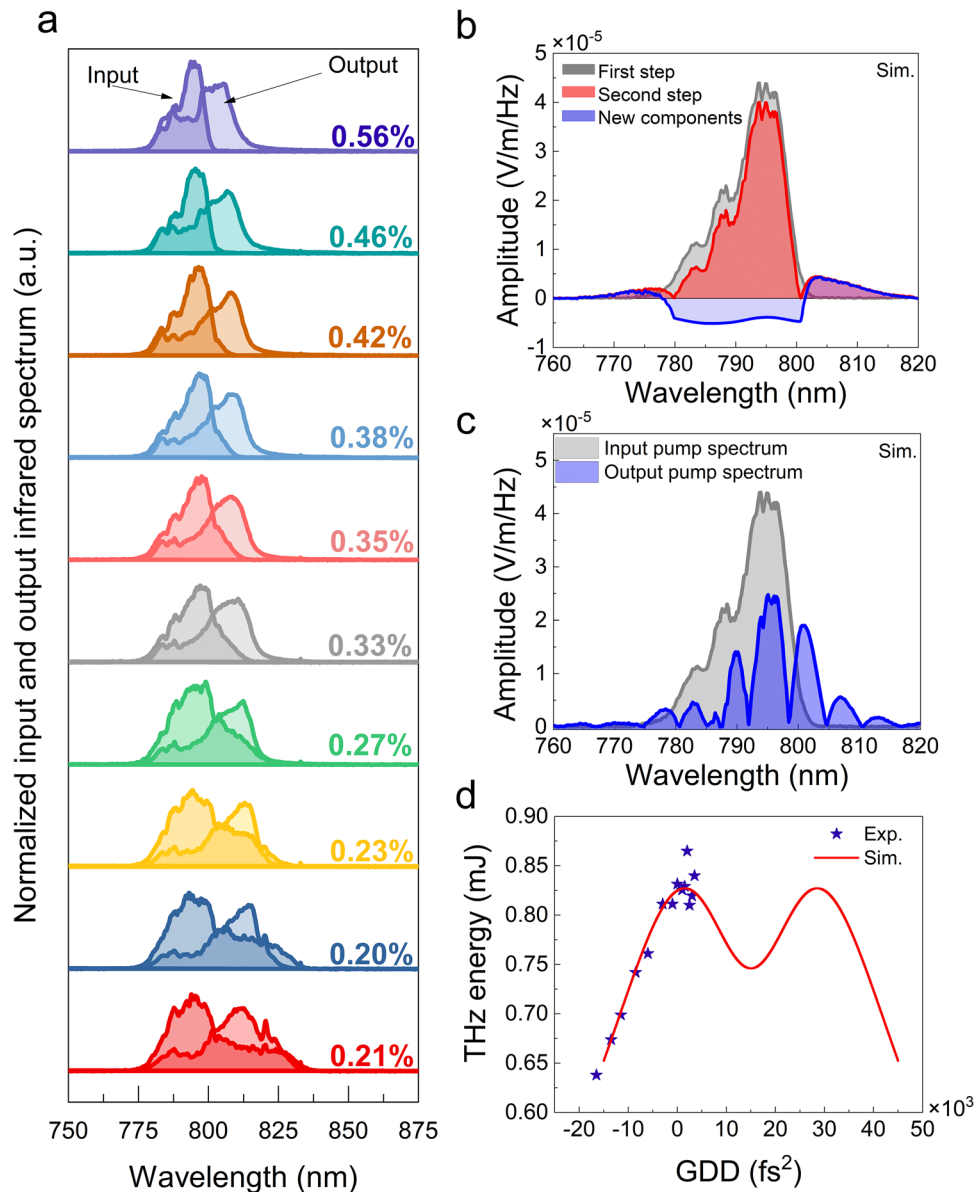 a
Normalized input and output infrared spectrum (a.u.)
Input
Output
0.56%
0.46%
0.42%
0.38%
0.35%
0.33%
0.27%
0.23%
0.20%
0.21%
750 775 800 825 850 875
Wavelength (nm)
b
×10⁻⁵
Sim.
First step
Second step
New components
Amplitude (V/m/Hz)
5
4
3
2
1
0
-1
760 770 780 790 800 810 820
Wavelength (nm)
c
×10⁻⁵
Sim.
Input pump spectrum
Output pump spectrum
Amplitude (V/m/Hz)
5
4
3
2
1
0
760 770 780 790 800 810 820
Wavelength (nm)
d
Exp.
Sim.
THz energy (mJ)
0.90
0.85
0.80
0.75
0.70
0.65
0.60
-20 -10 0 10 20 30 40 50
×10³
GDD (fs²)